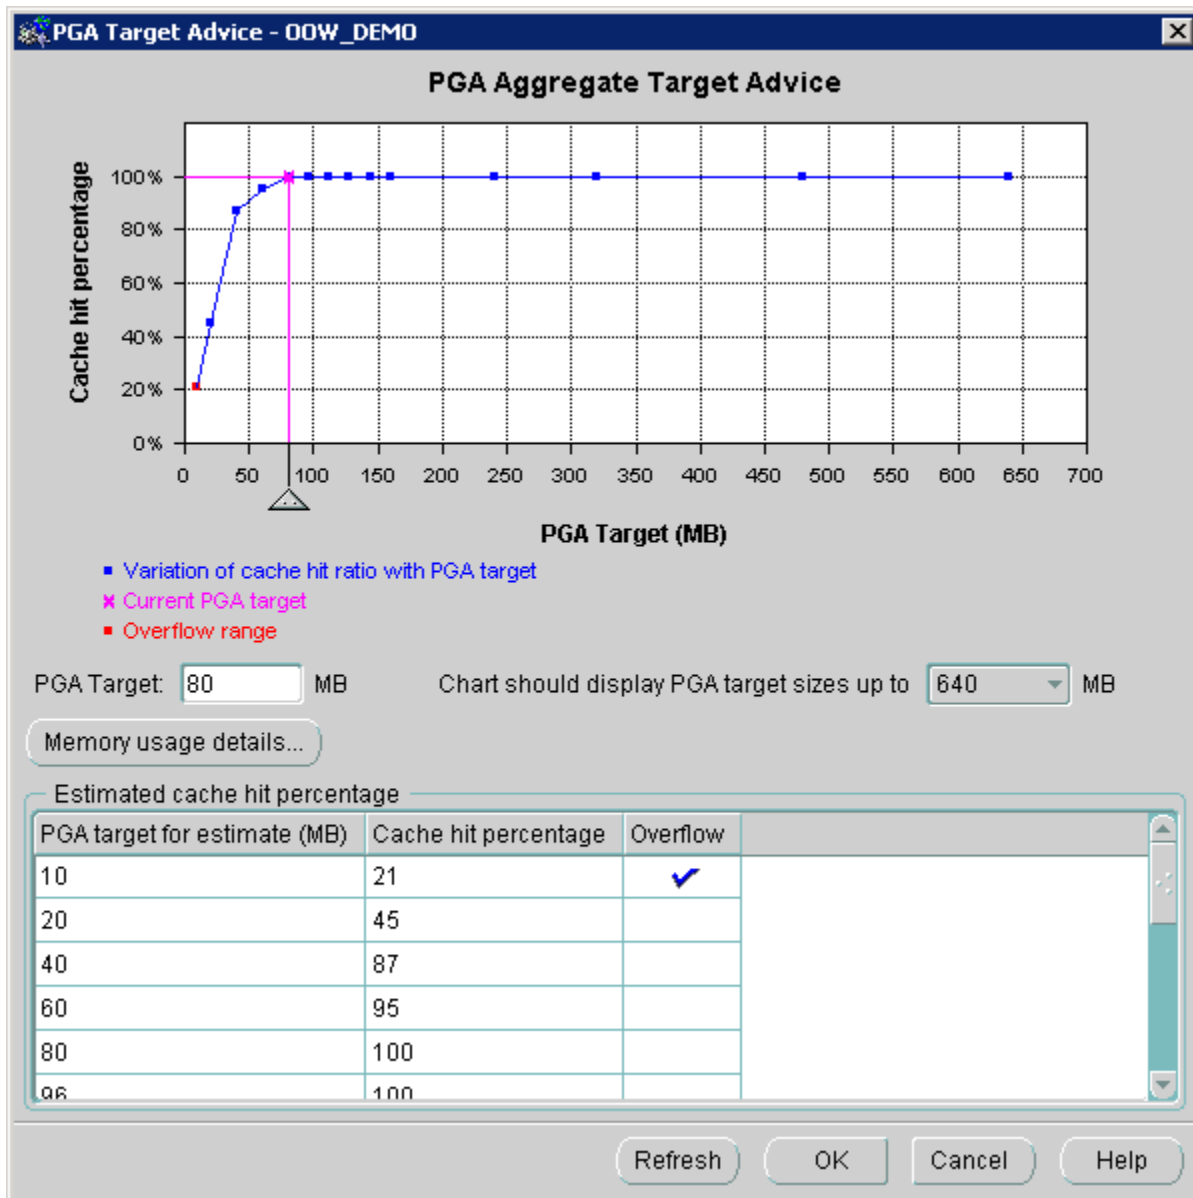 PGA Target Advice - OOW_DEMO
PGA Aggregate Target Advice
Cache hit percentage
100%
80%
60%
40%
20%
0%
0 50 100 150 200 250 300 350 400 450 500 550 600 650 700
PGA Target (MB)
Variation of cache hit ratio with PGA target
Current PGA target
Overflow range
PGA Target: 80 MB Chart should display PGA target sizes up to 640 MB
Memory usage details...
Estimated cache hit percentage
PGA target for estimate (MB) Cache hit percentage Overflow
10 21
20 45
40 87
60 95
80 100
96 100
Refresh OK Cancel Help